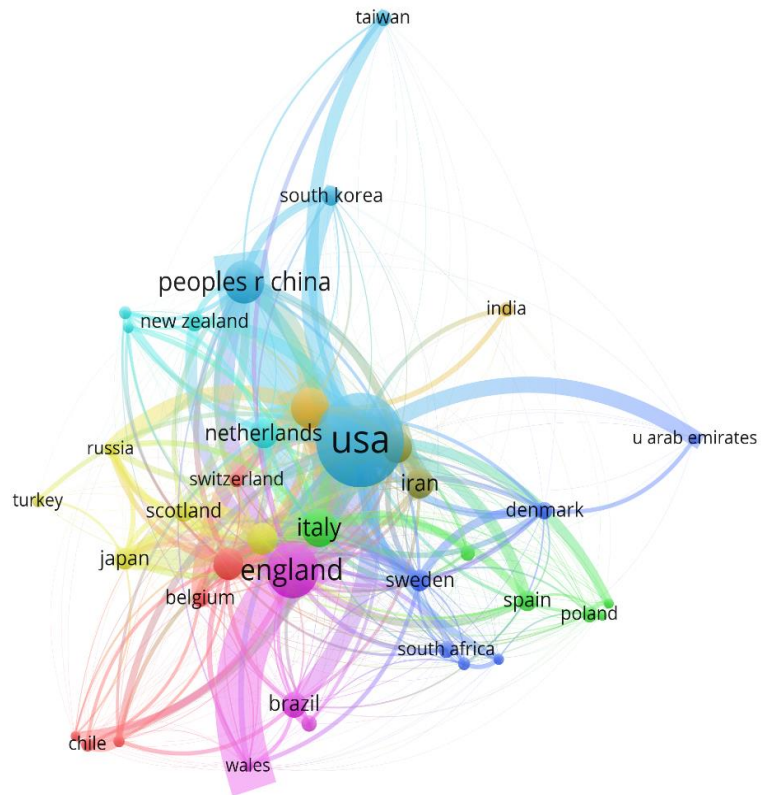 taiwan
south korea
peoples r china
india
new zealand
usa
netherlands
u arab emirates
russia
switzerland
iran
turkey
scotland
denmark
italy
japan
england
sweden
belgium
spain
poland
south africa
brazil
chile
wales